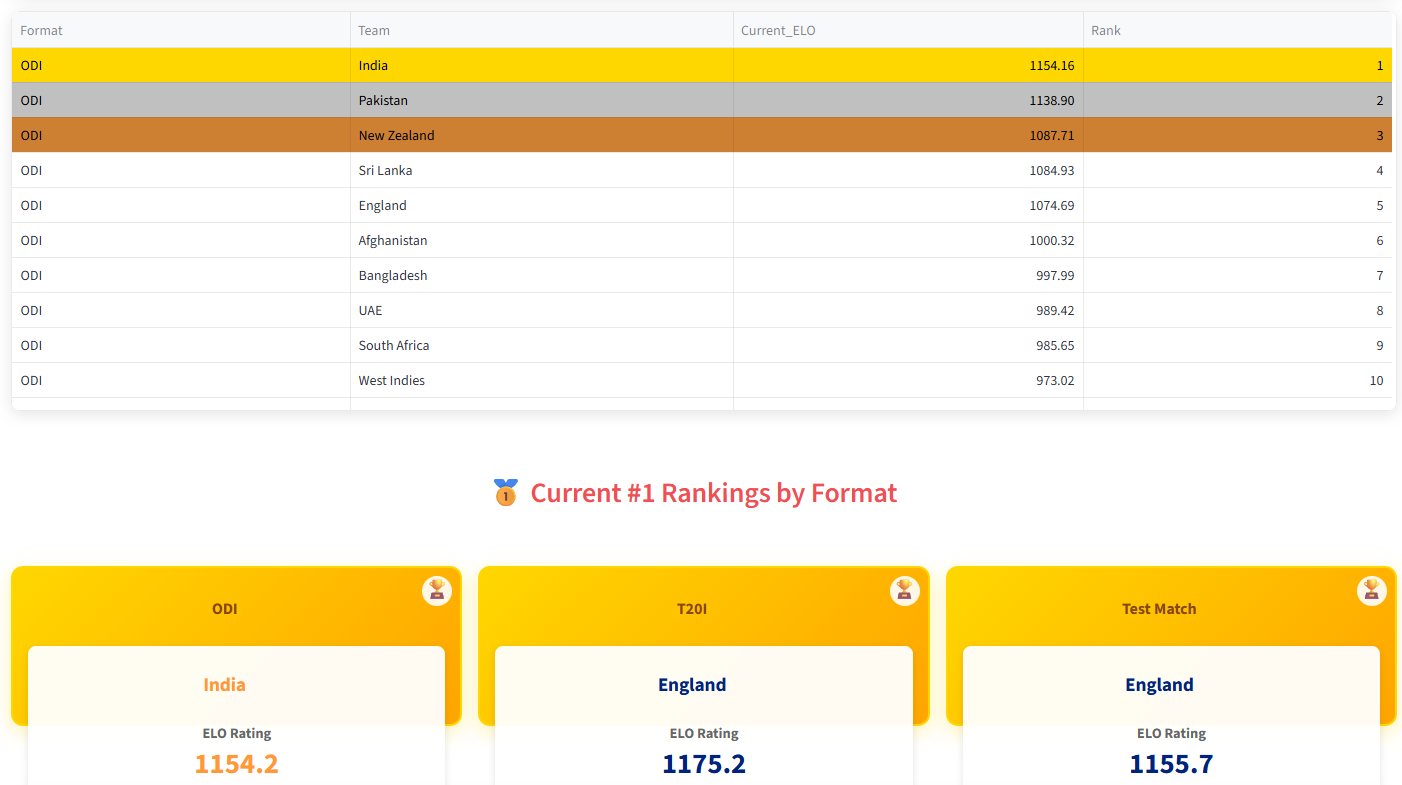 Format Team Current_ELO Rank
ODI India 1154.16 1
ODI Pakistan 1138.90 2
ODI New Zealand 1087.71 3
ODI Sri Lanka 1084.93 4
ODI England 1074.69 5
ODI Afghanistan 1000.32 6
ODI Bangladesh 997.99 7
ODI UAE 989.42 8
ODI South Africa 985.65 9
ODI West Indies 973.02 10
Current #1 Rankings by Format
ODI
India
ELO Rating
1154.2
T20I
England
ELO Rating
1175.2
Test Match
England
ELO Rating
1155.7